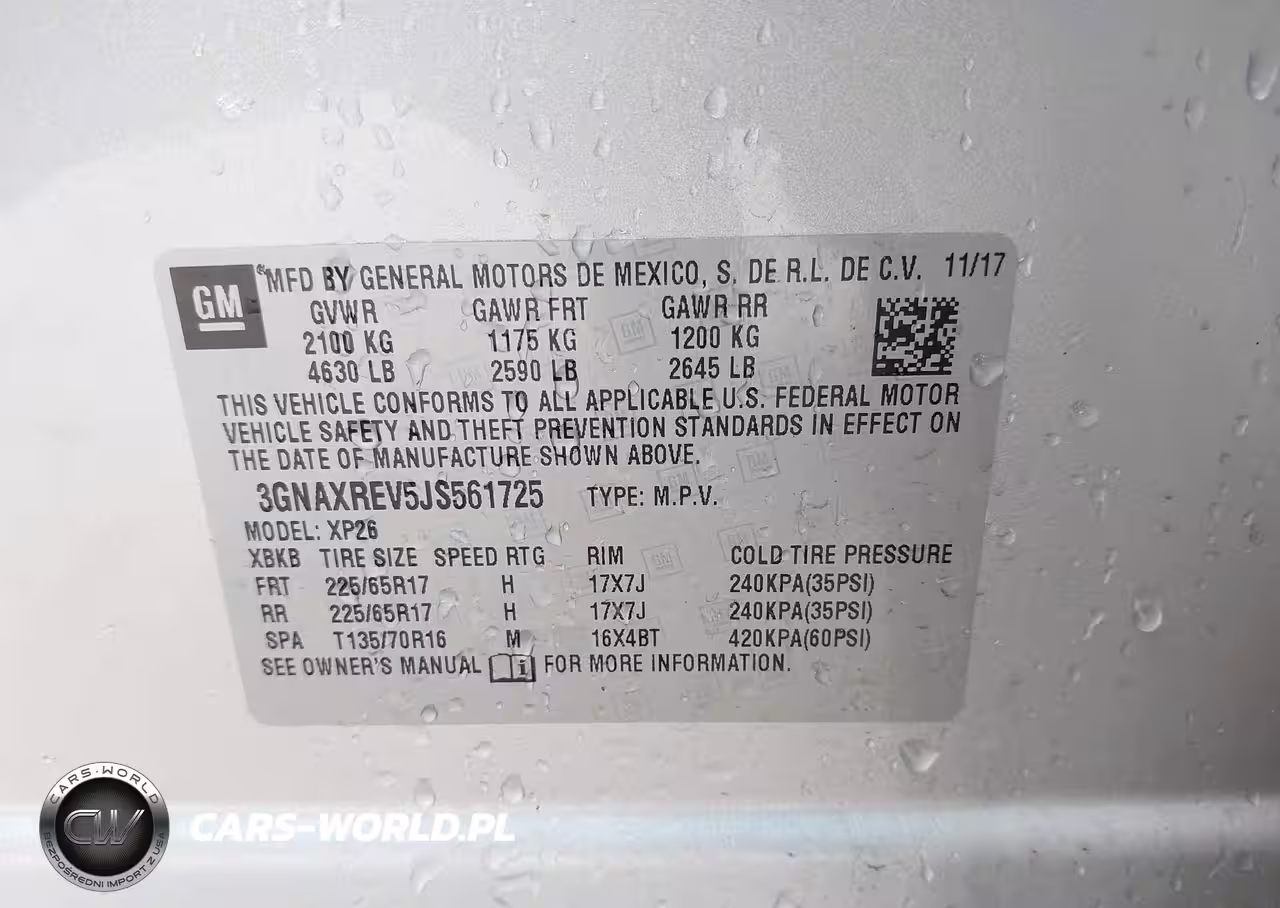 GM
® MFD BY GENERAL MOTORS DE MEXICO, S. DE R.L. DE C.V. 11/17
GVWR GAWR FRT GAWR RR
2100 KG 1175 KG 1200 KG
4630 LB 2590 LB 2645 LB
THIS VEHICLE CONFORMS TO ALL APPLICABLE U.S. FEDERAL MOTOR
VEHICLE SAFETY AND THEFT PREVENTION STANDARDS IN EFFECT ON
THE DATE OF MANUFACTURE SHOWN ABOVE.
3GNAXREV5JS561725 TYPE: M.P.V.
MODEL: XP26
XBKB TIRE SIZE SPEED RTG RIM COLD TIRE PRESSURE
FRT 225/65R17 H 17X7J 240KPA(35PSI)
RR 225/65R17 H 17X7J 240KPA(35PSI)
SPA T135/70R16 M 16X4BT 420KPA(60PSI)
SEE OWNER'S MANUAL i FOR MORE INFORMATION.
CARS-WORLD
CW
BEZPOŚREDNI IMPORT Z USA
CARS-WORLD.PL